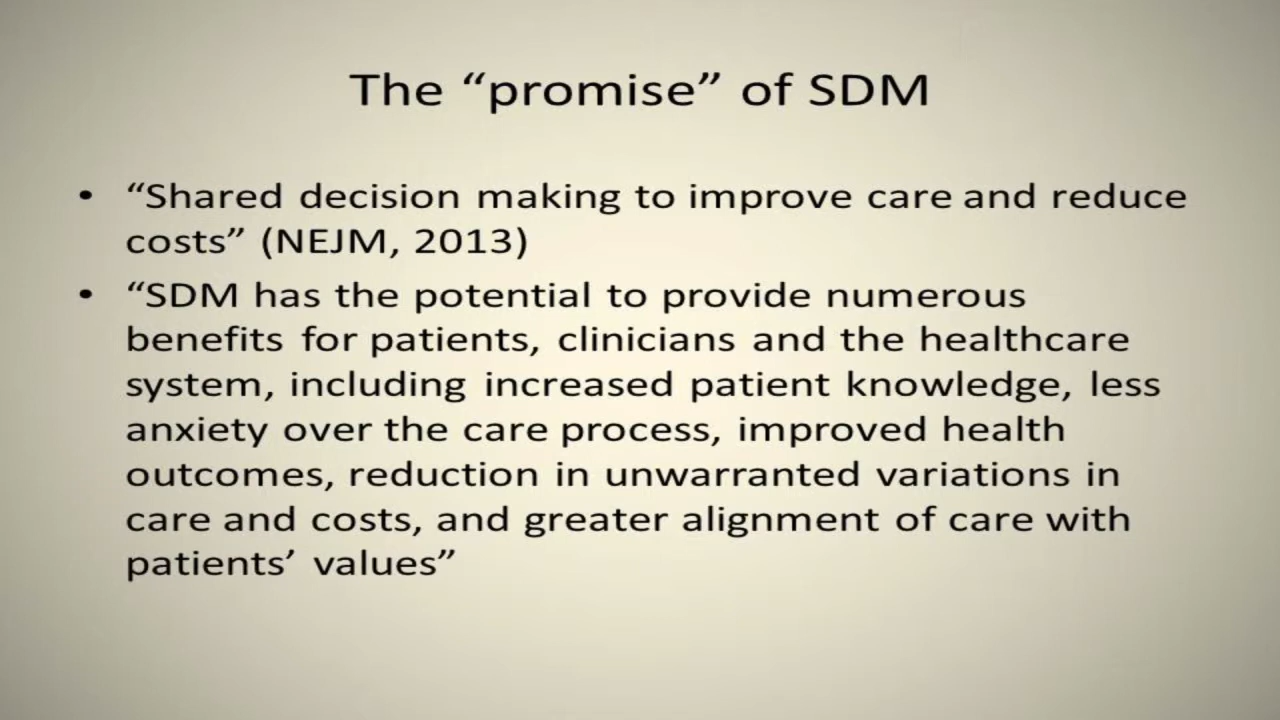 The “promise” of SDM
• “Shared decision making to improve care and reduce
costs” (NEJM, 2013)
• “SDM has the potential to provide numerous
benefits for patients, clinicians and the healthcare
system, including increased patient knowledge, less
anxiety over the care process, improved health
outcomes, reduction in unwarranted variations in
care and costs, and greater alignment of care with
patients’ values”